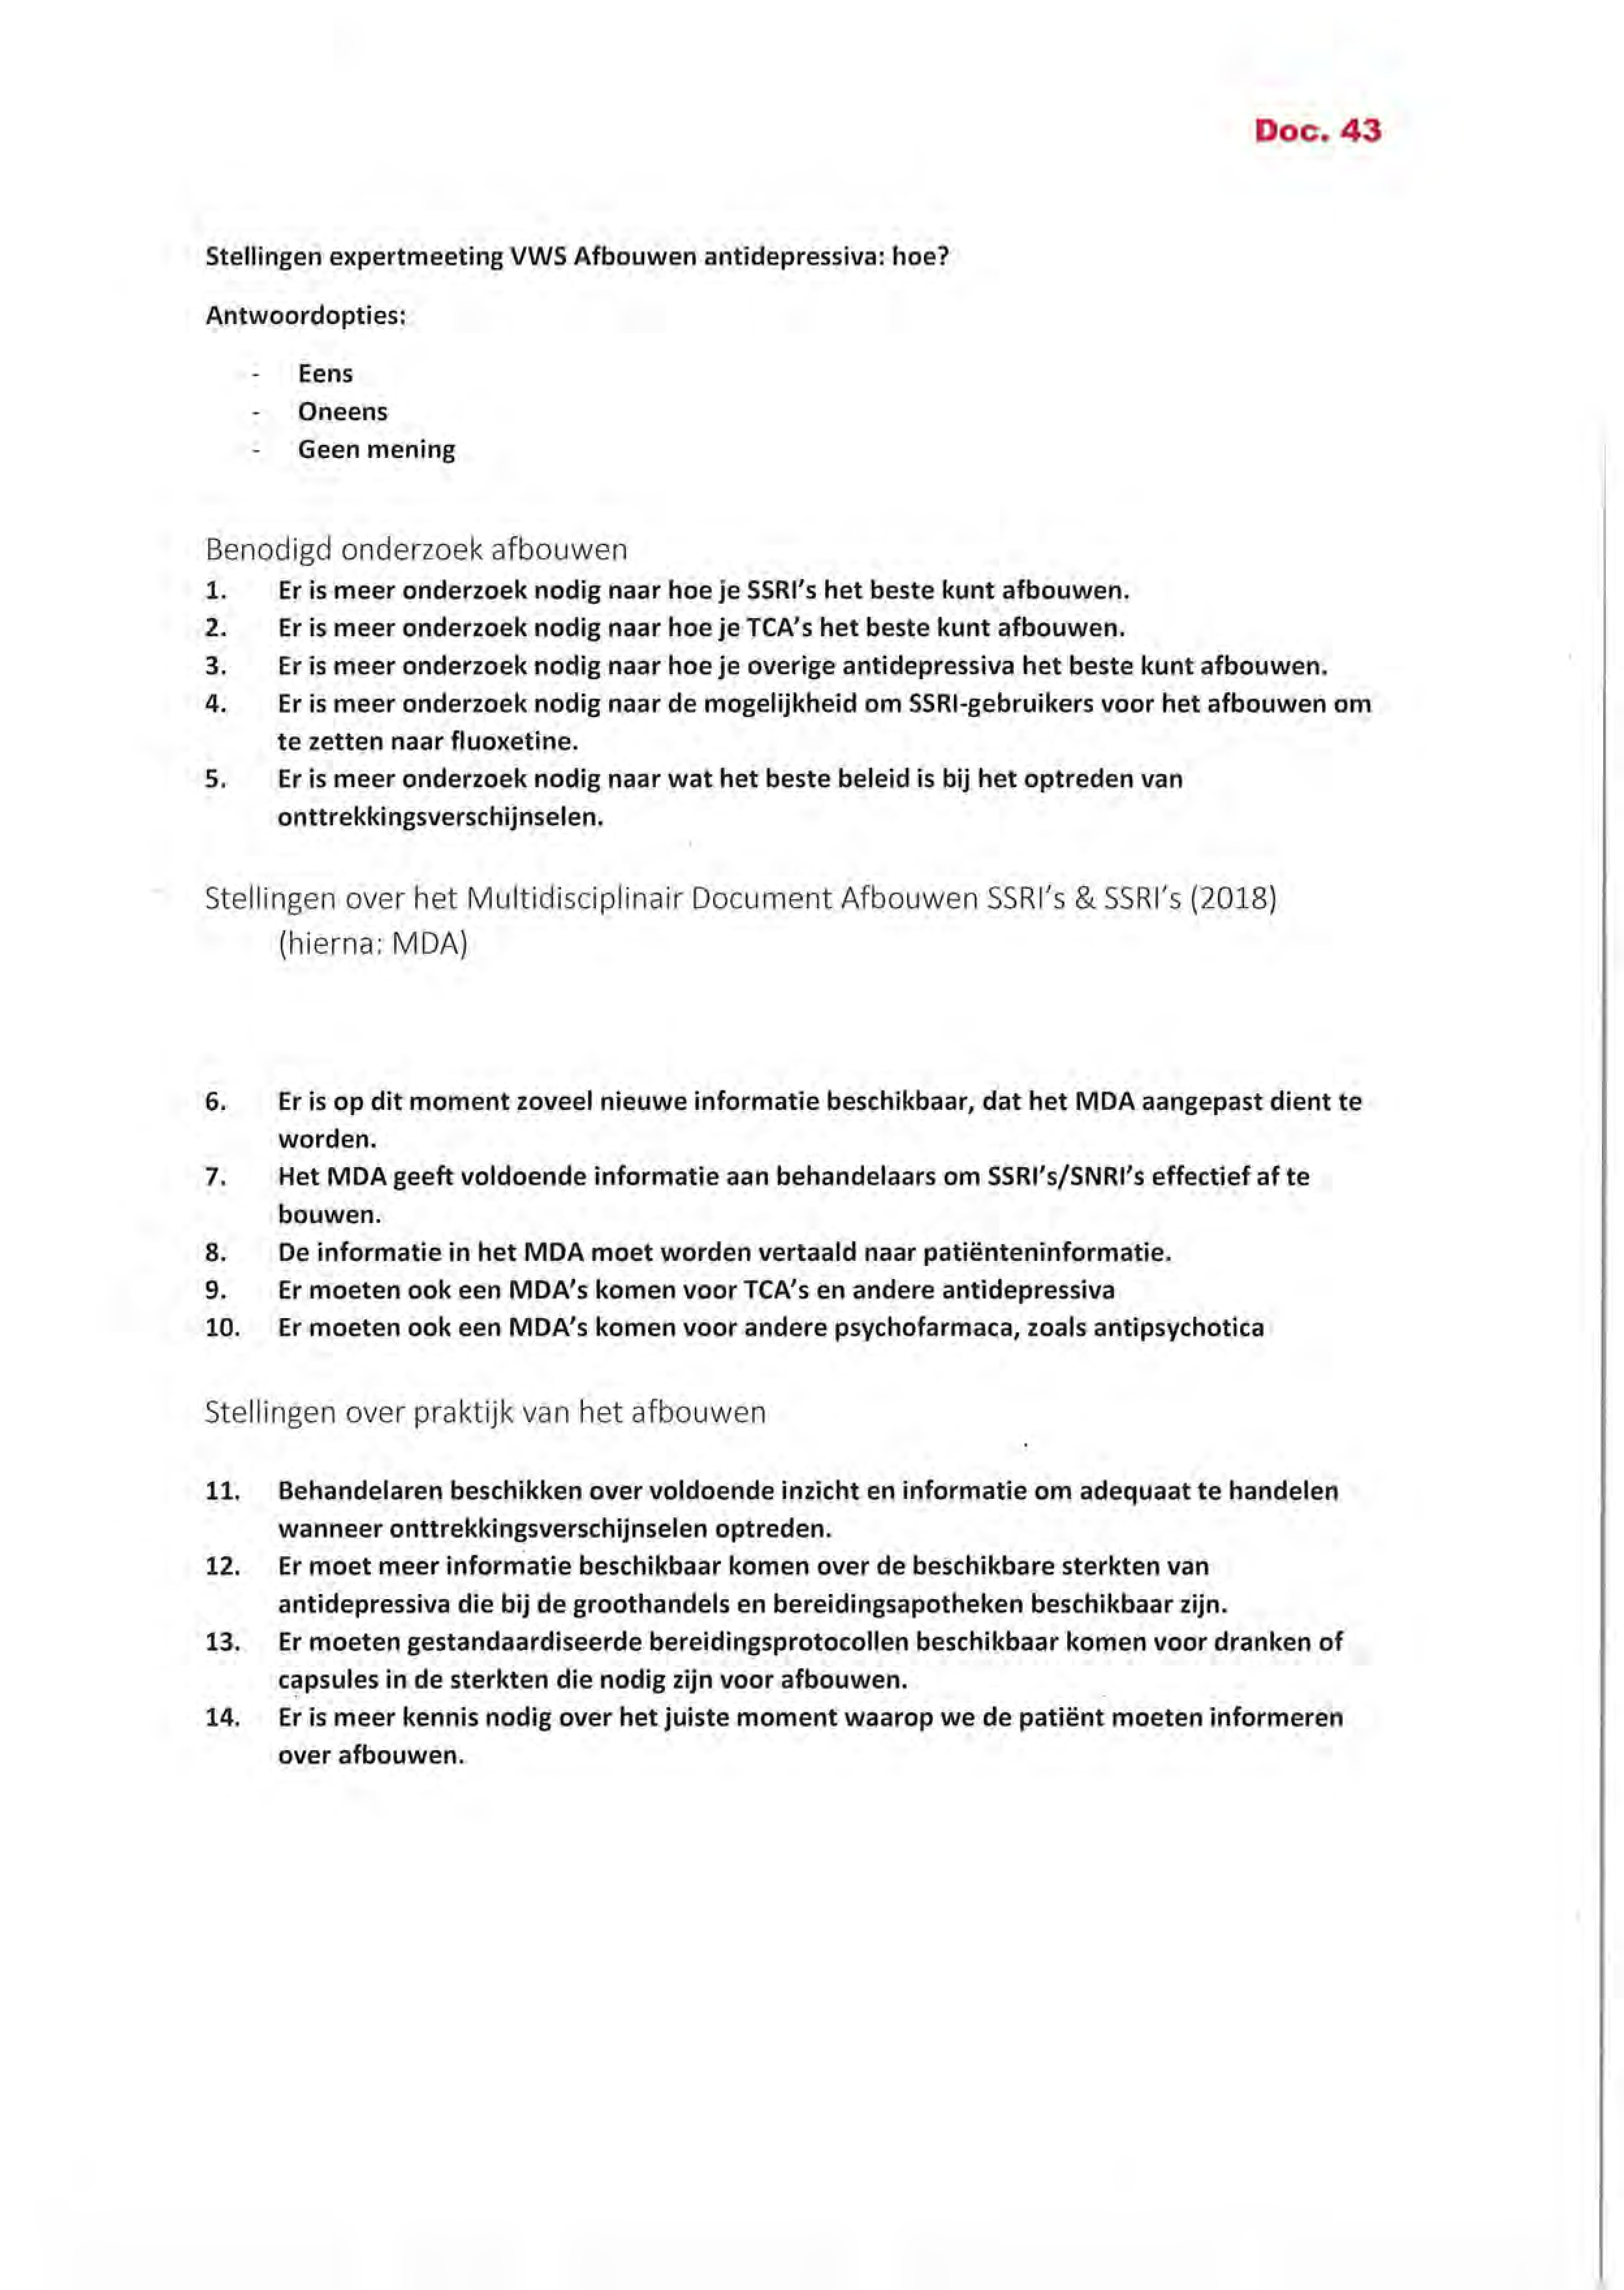 Doc. 43
Stellingen expertmeeting VWS Afbouwen antidepressiva: hoe?
Antwoordopties:
- Eens
- Oneens
- Geen mening
Benodigd onderzoek afbouwen
1. Er is meer onderzoek nodig naar hoe je SSRI's het beste kunt afbouwen.
2. Er is meer onderzoek nodig naar hoe je TCA's het beste kunt afbouwen.
3. Er is meer onderzoek nodig naar hoe je overige antidepressiva het beste kunt afbouwen.
4. Er is meer onderzoek nodig naar de mogelijkheid om SSRI-gebruikers voor het afbouwen om
te zetten naar fluoxetine.
5. Er is meer onderzoek nodig naar wat het beste beleid is bij het optreden van
onttrekkingsverschijnselen.
Stellingen over het Multidisciplinair Document Afbouwen SSRI's & SSRI's (2018)
(hierna: MDA)
6. Er is op dit moment zoveel nieuwe informatie beschikbaar, dat het MDA aangepast dient te
worden.
7. Het MDA geeft voldoende informatie aan behandelaars om SSRI's/SNRI's effectief af te
bouwen.
8. De informatie in het MDA moet worden vertaald naar patiënteninformatie.
9. Er moeten ook een MDA's komen voor TCA's en andere antidepressiva
10. Er moeten ook een MDA's komen voor andere psychofarmaca, zoals antipsychotica
Stellingen over praktijk van het afbouwen
11. Behandelaren beschikken over voldoende inzicht en informatie om adequaat te handelen
wanneer onttrekkingsverschijnselen optreden.
12. Er moet meer informatie beschikbaar komen over de beschikbare sterkten van
antidepressiva die bij de groothandels en bereidingsapotheken beschikbaar zijn.
13. Er moeten gestandaardiseerde bereidingsprotocollen beschikbaar komen voor dranken of
capsules in de sterkten die nodig zijn voor afbouwen.
14. Er is meer kennis nodig over het juiste moment waarop we de patiënt moeten informeren
over afbouwen.